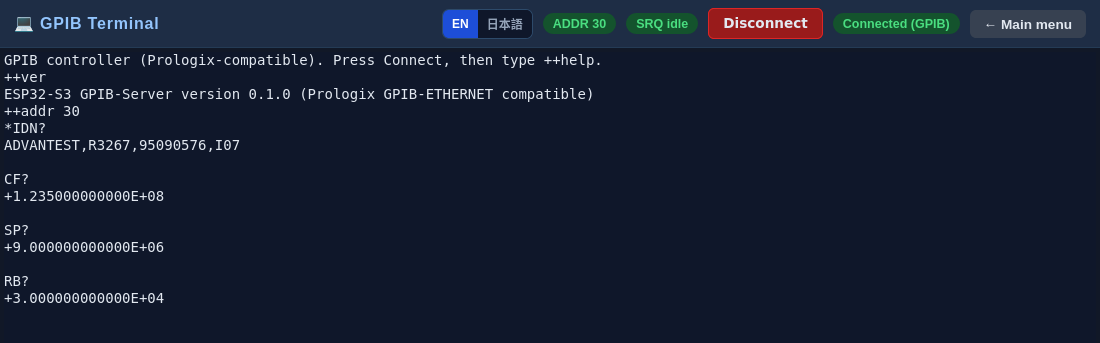 💻 GPIB Terminal
EN 日本語 ADDR 30 SRQ idle Disconnect Connected (GPIB) ← Main menu
GPIB controller (Prologix-compatible). Press Connect, then type ++help.
++ver
ESP32-S3 GPIB-Server version 0.1.0 (Prologix GPIB-ETHERNET compatible)
++addr 30
*IDN?
ADVANTEST,R3267,95090576,I07
CF?
+1.235000000000E+08
SP?
+9.000000000000E+06
RB?
+3.000000000000E+04